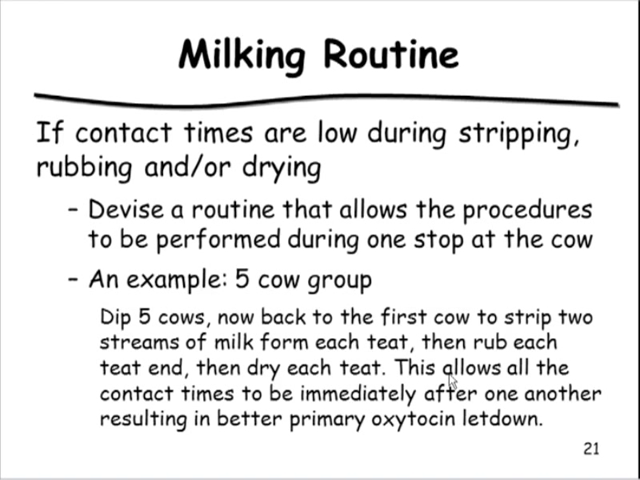 Milking Routine
If contact times are low during stripping,
rubbing and/or drying
– Devise a routine that allows the procedures
to be performed during one stop at the cow
– An example: 5 cow group
Dip 5 cows, now back to the first cow to strip two
streams of milk form each teat, then rub each
teat end, then dry each teat. This allows all the
contact times to be immediately after one another
resulting in better primary oxytocin letdown.
21